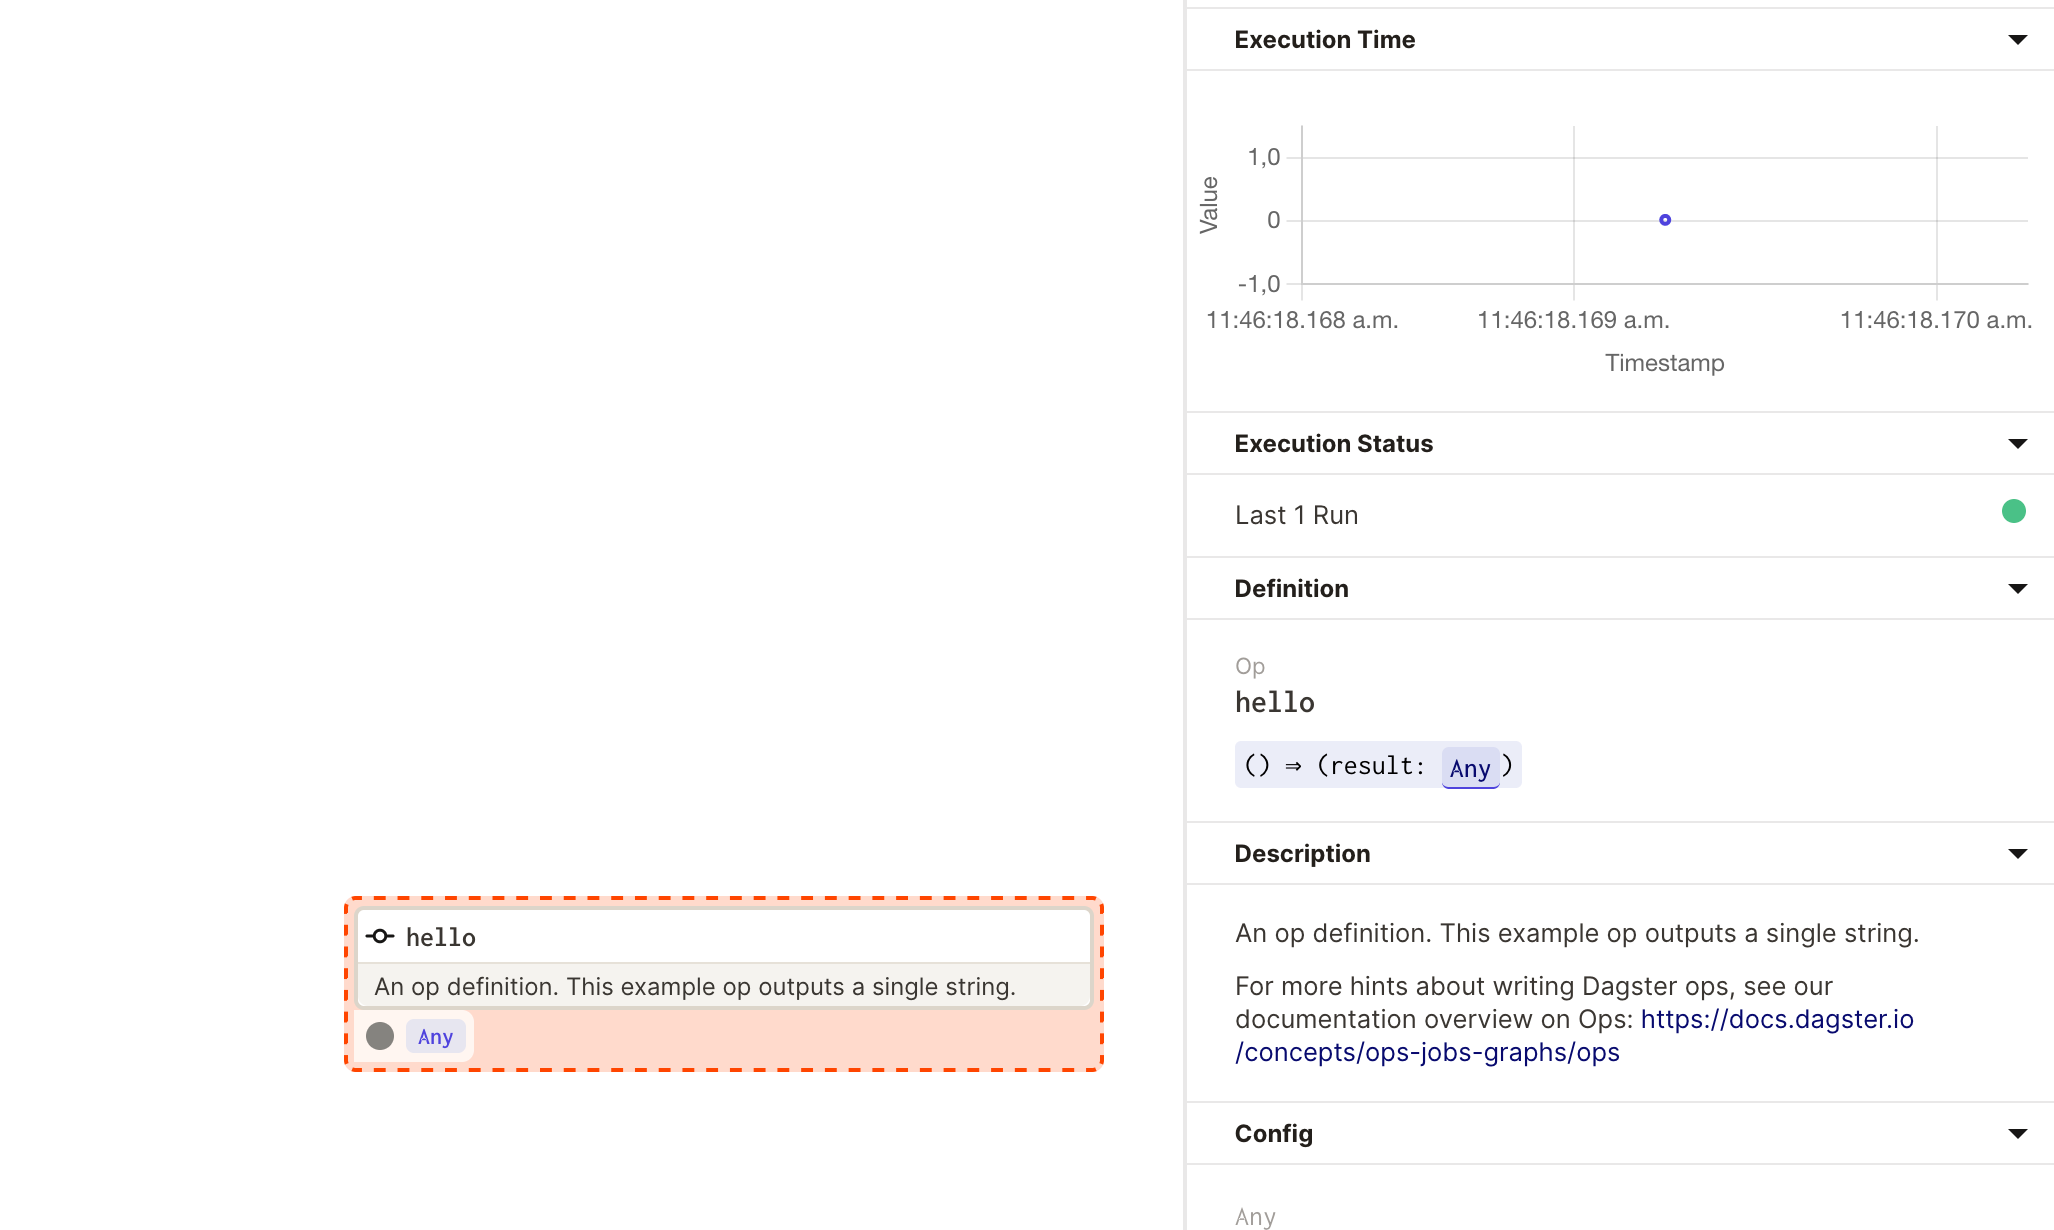 hello
An op definition. This example op outputs a single string.
Any
Execution Time
Value
1,0
0
-1,0
11:46:18.168 a.m.
11:46:18.169 a.m.
11:46:18.170 a.m.
Timestamp
Execution Status
Last 1 Run
Definition
Op
hello
() ⇒ (result: Any)
Description
An op definition. This example op outputs a single string.
For more hints about writing Dagster ops, see our
documentation overview on Ops: https://docs.dagster.io
/concepts/ops-jobs-graphs/ops
Config
Any